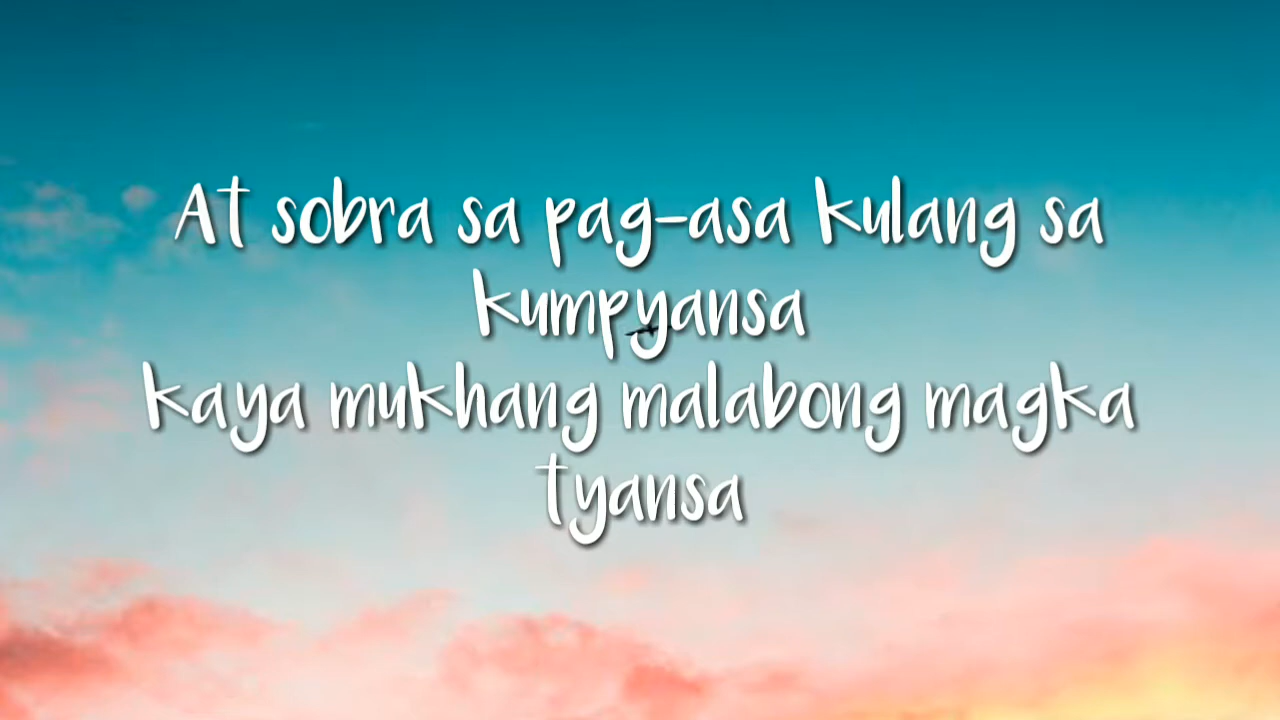 At sobra sa pag-asa kulang sa
kumpyansa
kaya mukhang malabong magka
tyansa